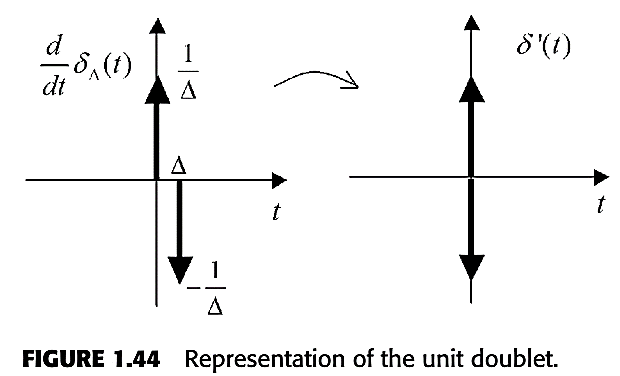 d/dt δ_Δ(t)
1/Δ
Δ
t
-1/Δ
δ'(t)
t
FIGURE 1.44 Representation of the unit doublet.